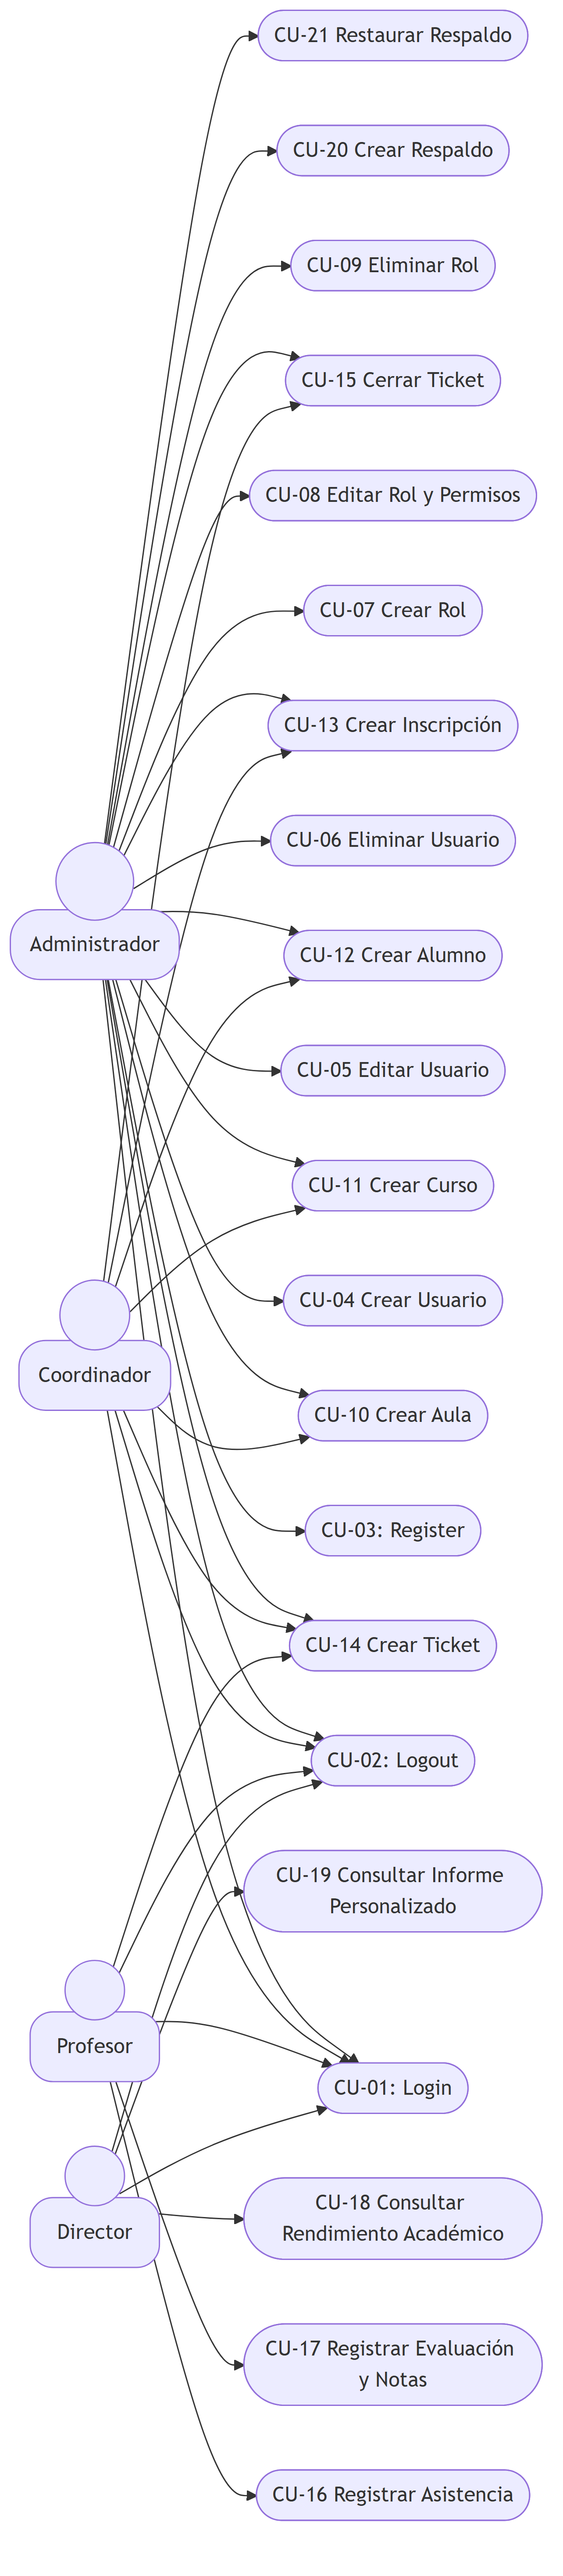 CU-21 Restaurar Respaldo
CU-20 Crear Respaldo
CU-09 Eliminar Rol
CU-15 Cerrar Ticket
CU-08 Editar Rol y Permisos
CU-07 Crear Rol
CU-13 Crear Inscripción
CU-06 Eliminar Usuario
Administrador
CU-12 Crear Alumno
CU-05 Editar Usuario
CU-11 Crear Curso
CU-04 Crear Usuario
Coordinador
CU-10 Crear Aula
CU-03: Register
CU-14 Crear Ticket
CU-02: Logout
CU-19 Consultar Informe
Personalizado
Profesor
CU-01: Login
CU-18 Consultar
Rendimiento Académico
Director
CU-17 Registrar Evaluación
y Notas
CU-16 Registrar Asistencia